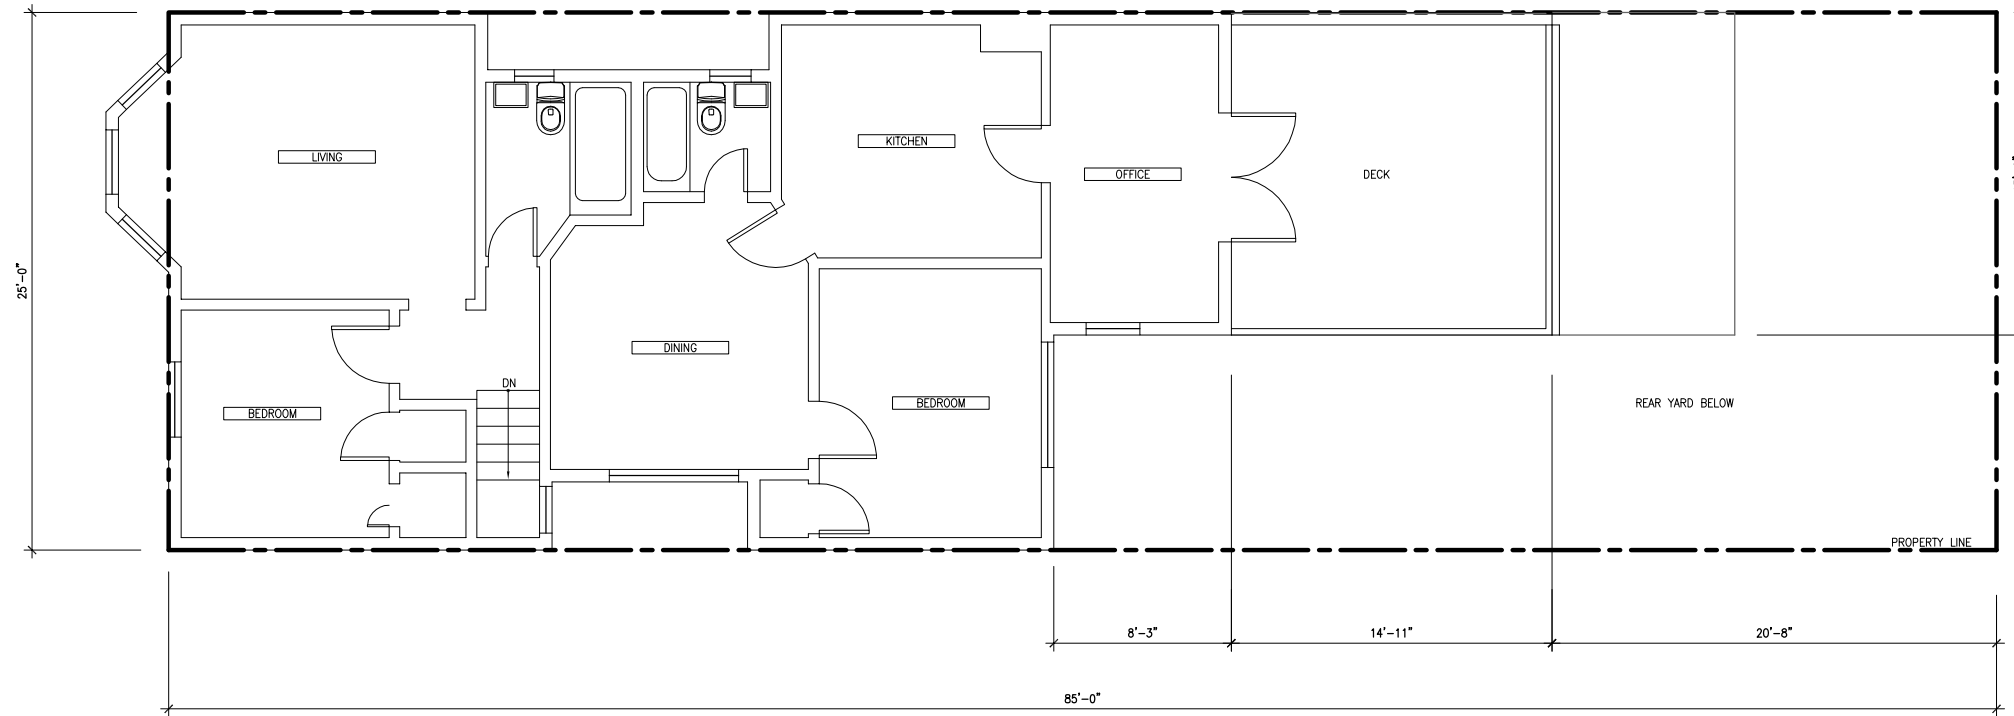 LIVING
KITCHEN
OFFICE
DECK
25'-0"
DINING
DN
BEDROOM
BEDROOM
REAR YARD BELOW
PROPERTY LINE
8'-3"
14'-11"
20'-8"
85'-0"